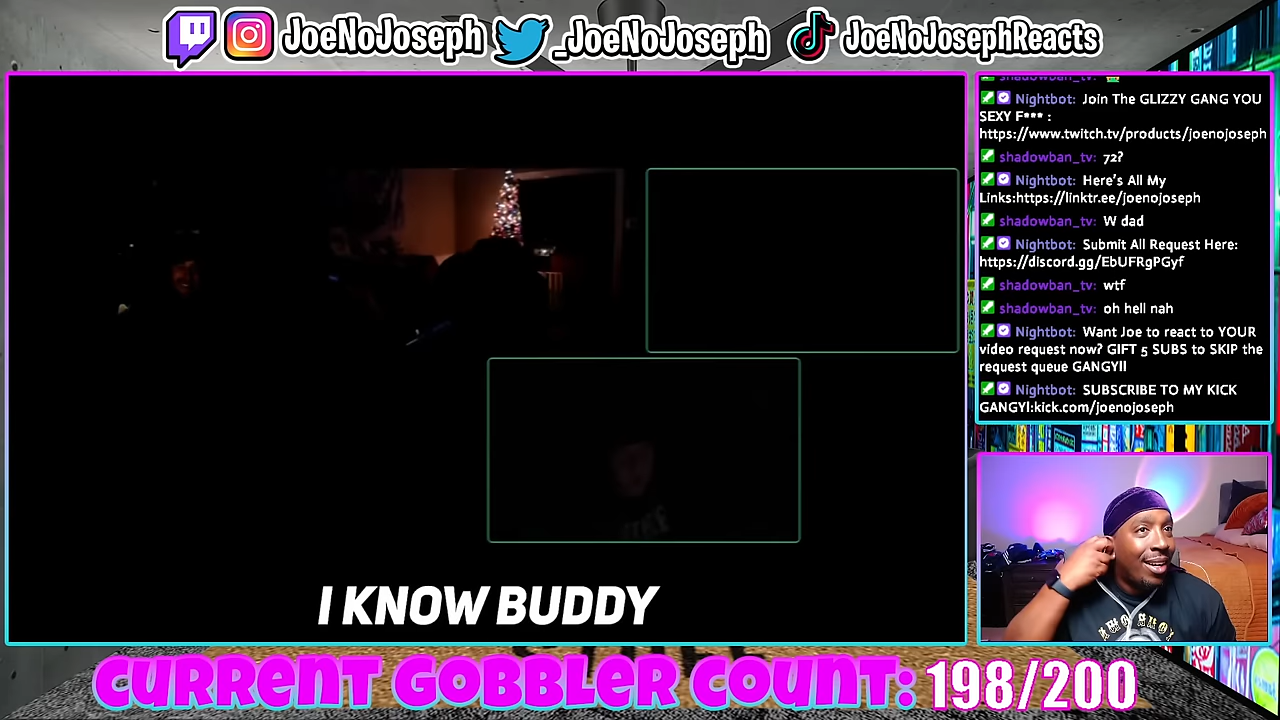 JoeNoJoseph _JoeNoJoseph JoeNoJosephReacts
shadowban_tv:
Nightbot: Join The GLIZZY GANG YOU
SEXY F*** :
https://www.twitch.tv/products/joenojoseph
shadowban_tv: 72?
Nightbot: Here's All My
Links:https://linktr.ee/joenojoseph
shadowban_tv: W dad
Nightbot: Submit All Request Here:
https://discord.gg/EbUFRgPGyf
shadowban_tv: wtf
shadowban_tv: oh hell nah
Nightbot: Want Joe to react to YOUR
video request now? GIFT 5 SUBS to SKIP the
request queue GANGY!!
Nightbot: SUBSCRIBE TO MY KICK
GANGY!:kick.com/joenojoseph
I KNOW BUDDY
CURRENT GOBBLER COUNT: 198/200